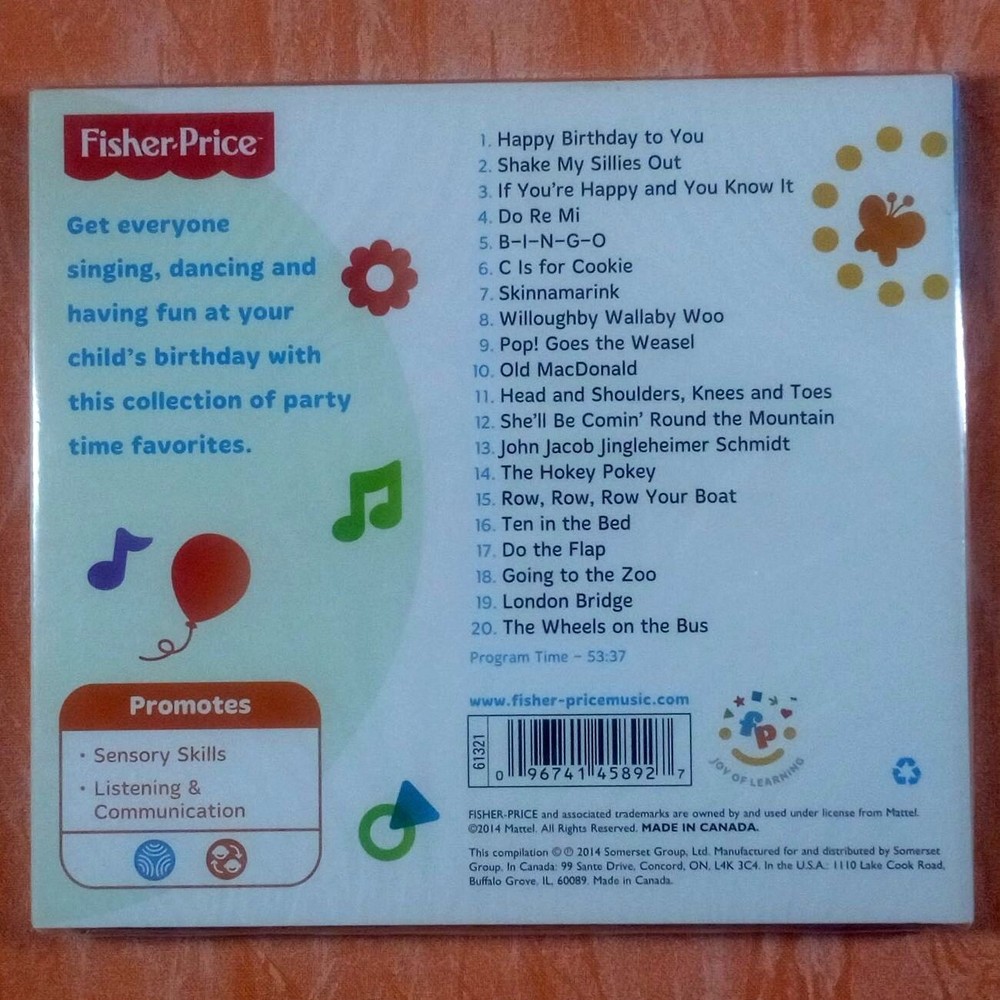 Fisher-Price
Get everyone
singing, dancing and
having fun at your
child's birthday with
this collection of party
time favorites.
1. Happy Birthday to You
2. Shake My Sillies Out
3. If You're Happy and You Know It
4. Do Re Mi
5. B-I-N-G-O
6. C Is for Cookie
7. Skinnamarink
8. Willoughby Wallaby Woo
9. Pop! Goes the Weasel
10. Old MacDonald
11. Head and Shoulders, Knees and Toes
12. She'll Be Comin' Round the Mountain
13. John Jacob Jingleheimer Schmidt
14. The Hokey Pokey
15. Row, Row, Row Your Boat
16. Ten in the Bed
17. Do the Flap
18. Going to the Zoo
19. London Bridge
20. The Wheels on the Bus
Program Time – 53:37
Promotes
• Sensory Skills
• Listening &
Communication
www.fisher-pricemusic.com
61321
0 96741 45892 7
fp
JOY OF LEARNING
FISHER-PRICE and associated trademarks are owned by and used under license from Mattel.
©2014 Mattel. All Rights Reserved. MADE IN CANADA.
This compilation © ℗ 2014 Somerset Group, Ltd. Manufactured for and distributed by Somerset
Group. In Canada: 99 Sante Drive, Concord, ON, L4K 3C4. In the U.S.A.: 1110 Lake Cook Road,
Buffalo Grove, IL, 60089. Made in Canada.